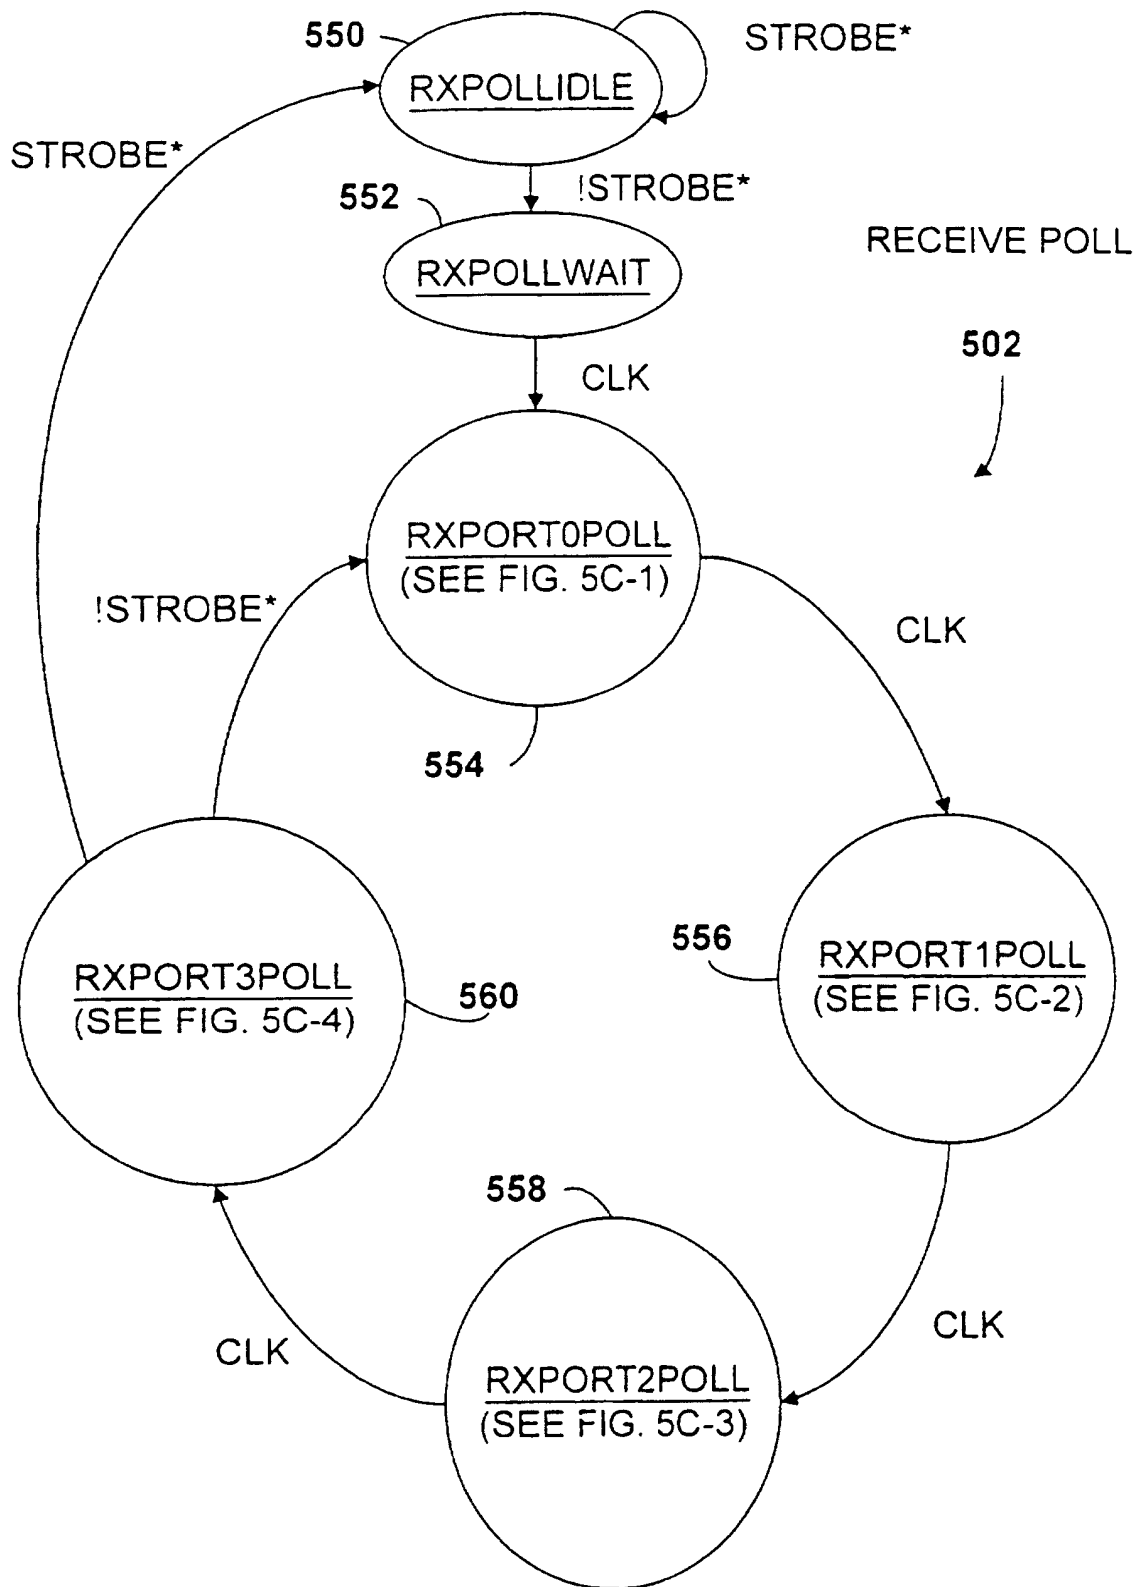 550
STROBE*
RXPOLLIDLE
STROBE*
!STROBE*
552
RXPOLLWAIT
RECEIVE POLL
502
CLK
RXPORT0POLL
(SEE FIG. 5C-1)
!STROBE*
CLK
554
556
RXPORT1POLL
(SEE FIG. 5C-2)
RXPORT3POLL
(SEE FIG. 5C-4)
560
558
CLK
CLK
RXPORT2POLL
(SEE FIG. 5C-3)